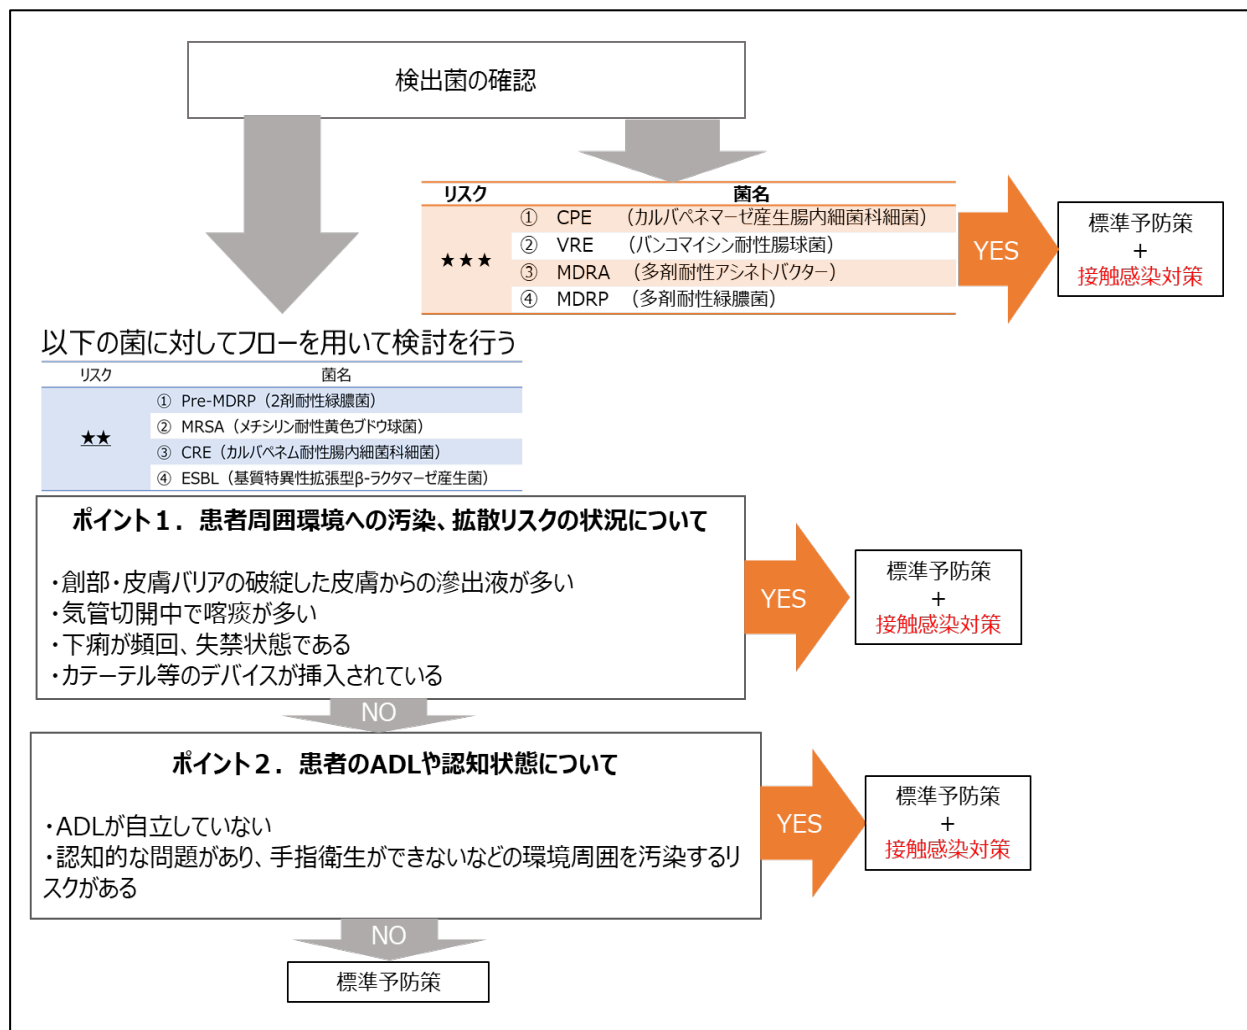 検出菌の確認
リスク 菌名
★★★
① CPE （カルバペネマーゼ産生腸内細菌科細菌）
② VRE （バンコマイシン耐性腸球菌）
③ MDRA （多剤耐性アシネトバクター）
④ MDRP （多剤耐性緑膿菌）
YES
標準予防策
+
接触感染対策
以下の菌に対してフローを用いて検討を行う
リスク 菌名
★★
① Pre-MDRP（2剤耐性緑膿菌）
② MRSA（メチシリン耐性黄色ブドウ球菌）
③ CRE（カルバペネム耐性腸内細菌科細菌）
④ ESBL（基質特異性拡張型β-ラクタマーゼ産生菌）
ポイント１．患者周囲環境への汚染、拡散リスクの状況について
・創部・皮膚バリアの破綻した皮膚からの滲出液が多い
・気管切開中で喀痰が多い
・下痢が頻回、失禁状態である
・カテーテル等のデバイスが挿入されている
YES
標準予防策
+
接触感染対策
NO
ポイント２．患者のADLや認知状態について
・ADLが自立していない
・認知的な問題があり、手指衛生ができないなどの環境周囲を汚染するリ
スクがある
YES
標準予防策
+
接触感染対策
NO
標準予防策